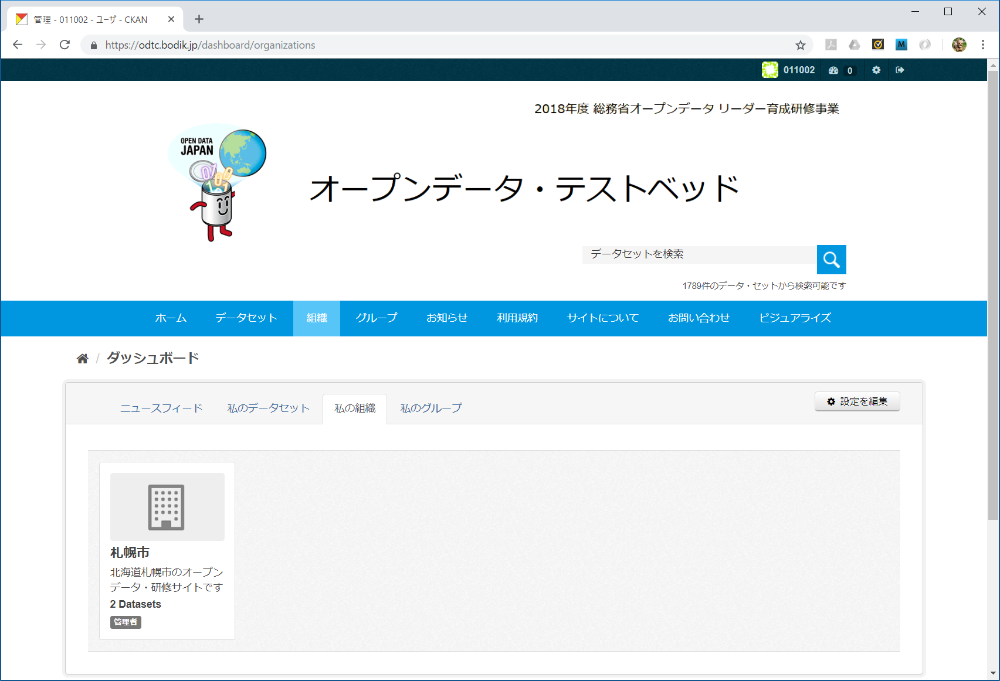 管理 - 011002 - ユーザ - CKAN
https://odtc.bodik.jp/dashboard/organizations
M
011002
0
2018年度 総務省オープンデータ リーダー育成研修事業
OPEN DATA
JAPAN
オープンデータ・テストベッド
データセットを検索
1789件のデータ・セットから検索可能です
ホーム データセット 組織 グループ お知らせ 利用規約 サイトについて お問い合わせ ビジュアライズ
/ ダッシュボード
ニュースフィード 私のデータセット 私の組織 私のグループ
設定を編集
札幌市
北海道札幌市のオープン
データ・研修サイトです
2 Datasets
管理者